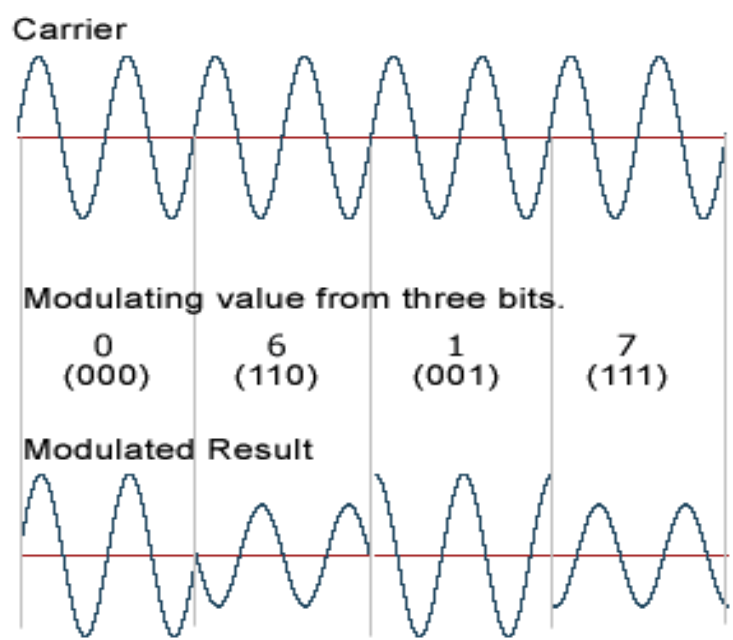 Carrier
Modulating value from three bits.
0 6 1 7
(000) (110) (001) (111)
Modulated Result